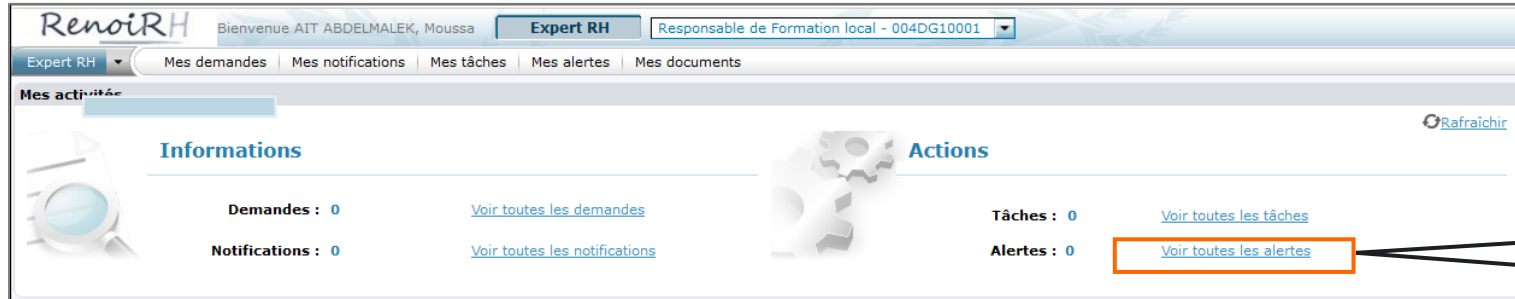 RenoiRH Bienvenue AIT ABDELMALEK, Moussa Expert RH Responsable de Formation local - 004DG10001
Expert RH Mes demandes Mes notifications Mes tâches Mes alertes Mes documents
Mes activités
Rafraîchir
Informations
Demandes : 0 Voir toutes les demandes
Notifications : 0 Voir toutes les notifications
Actions
Tâches : 0 Voir toutes les tâches
Alertes : 0 Voir toutes les alertes